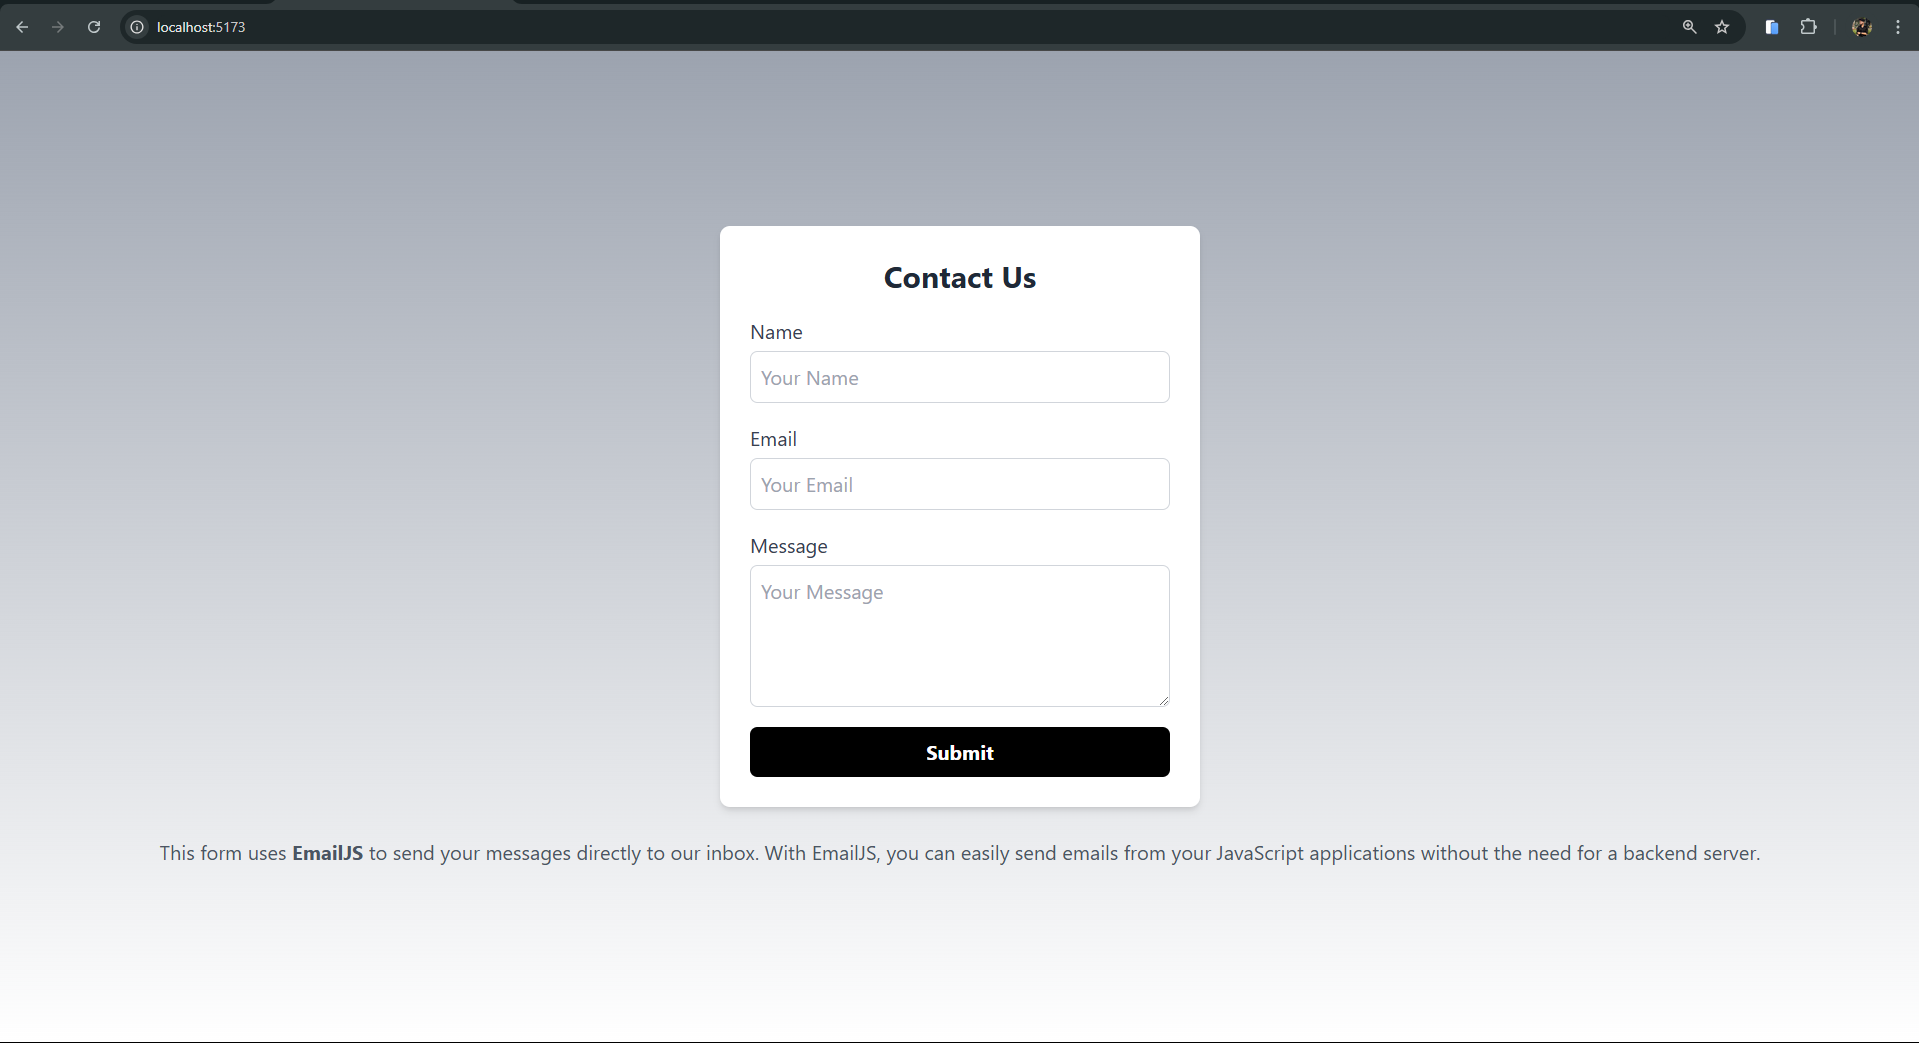 localhost:5173
Contact Us
Name
Your Name
Email
Your Email
Message
Your Message
Submit
This form uses EmailJS to send your messages directly to our inbox. With EmailJS, you can easily send emails from your JavaScript applications without the need for a backend server.